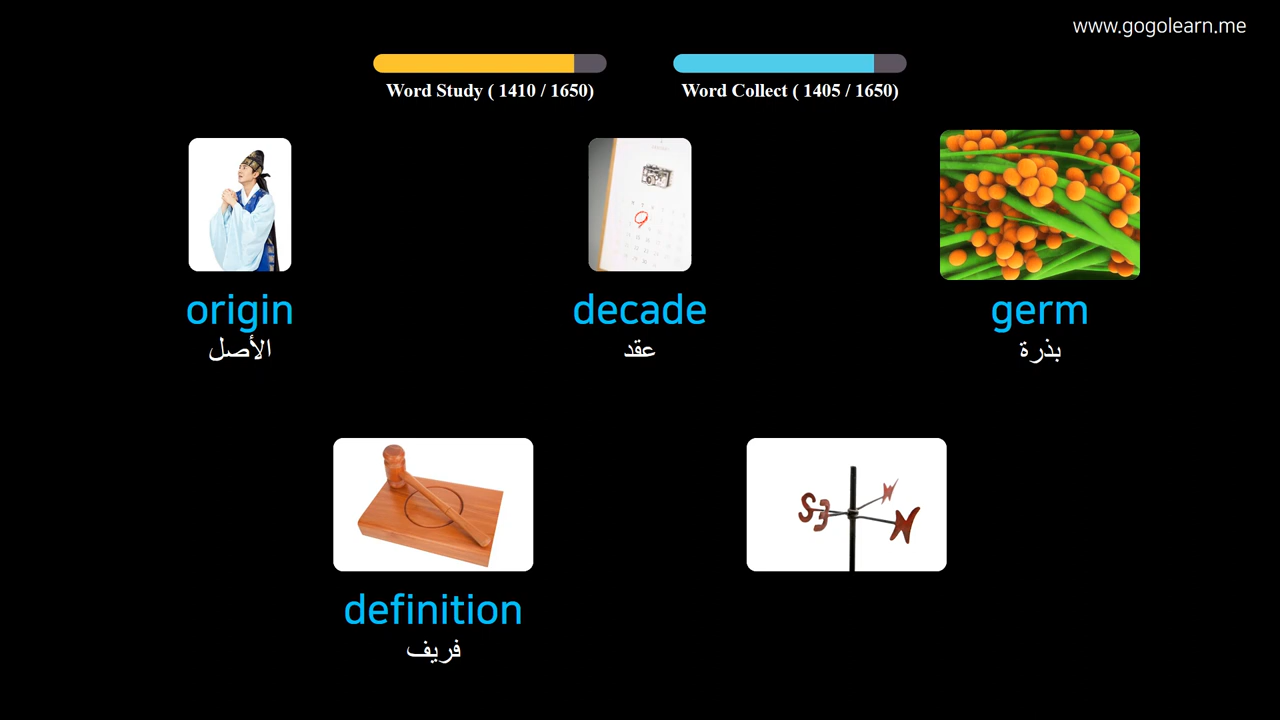 www.gogolearn.me
Word Study ( 1410 / 1650)
Word Collect ( 1405 / 1650)
origin
الأصل
decade
عقد
germ
بذرة
definition
فريف